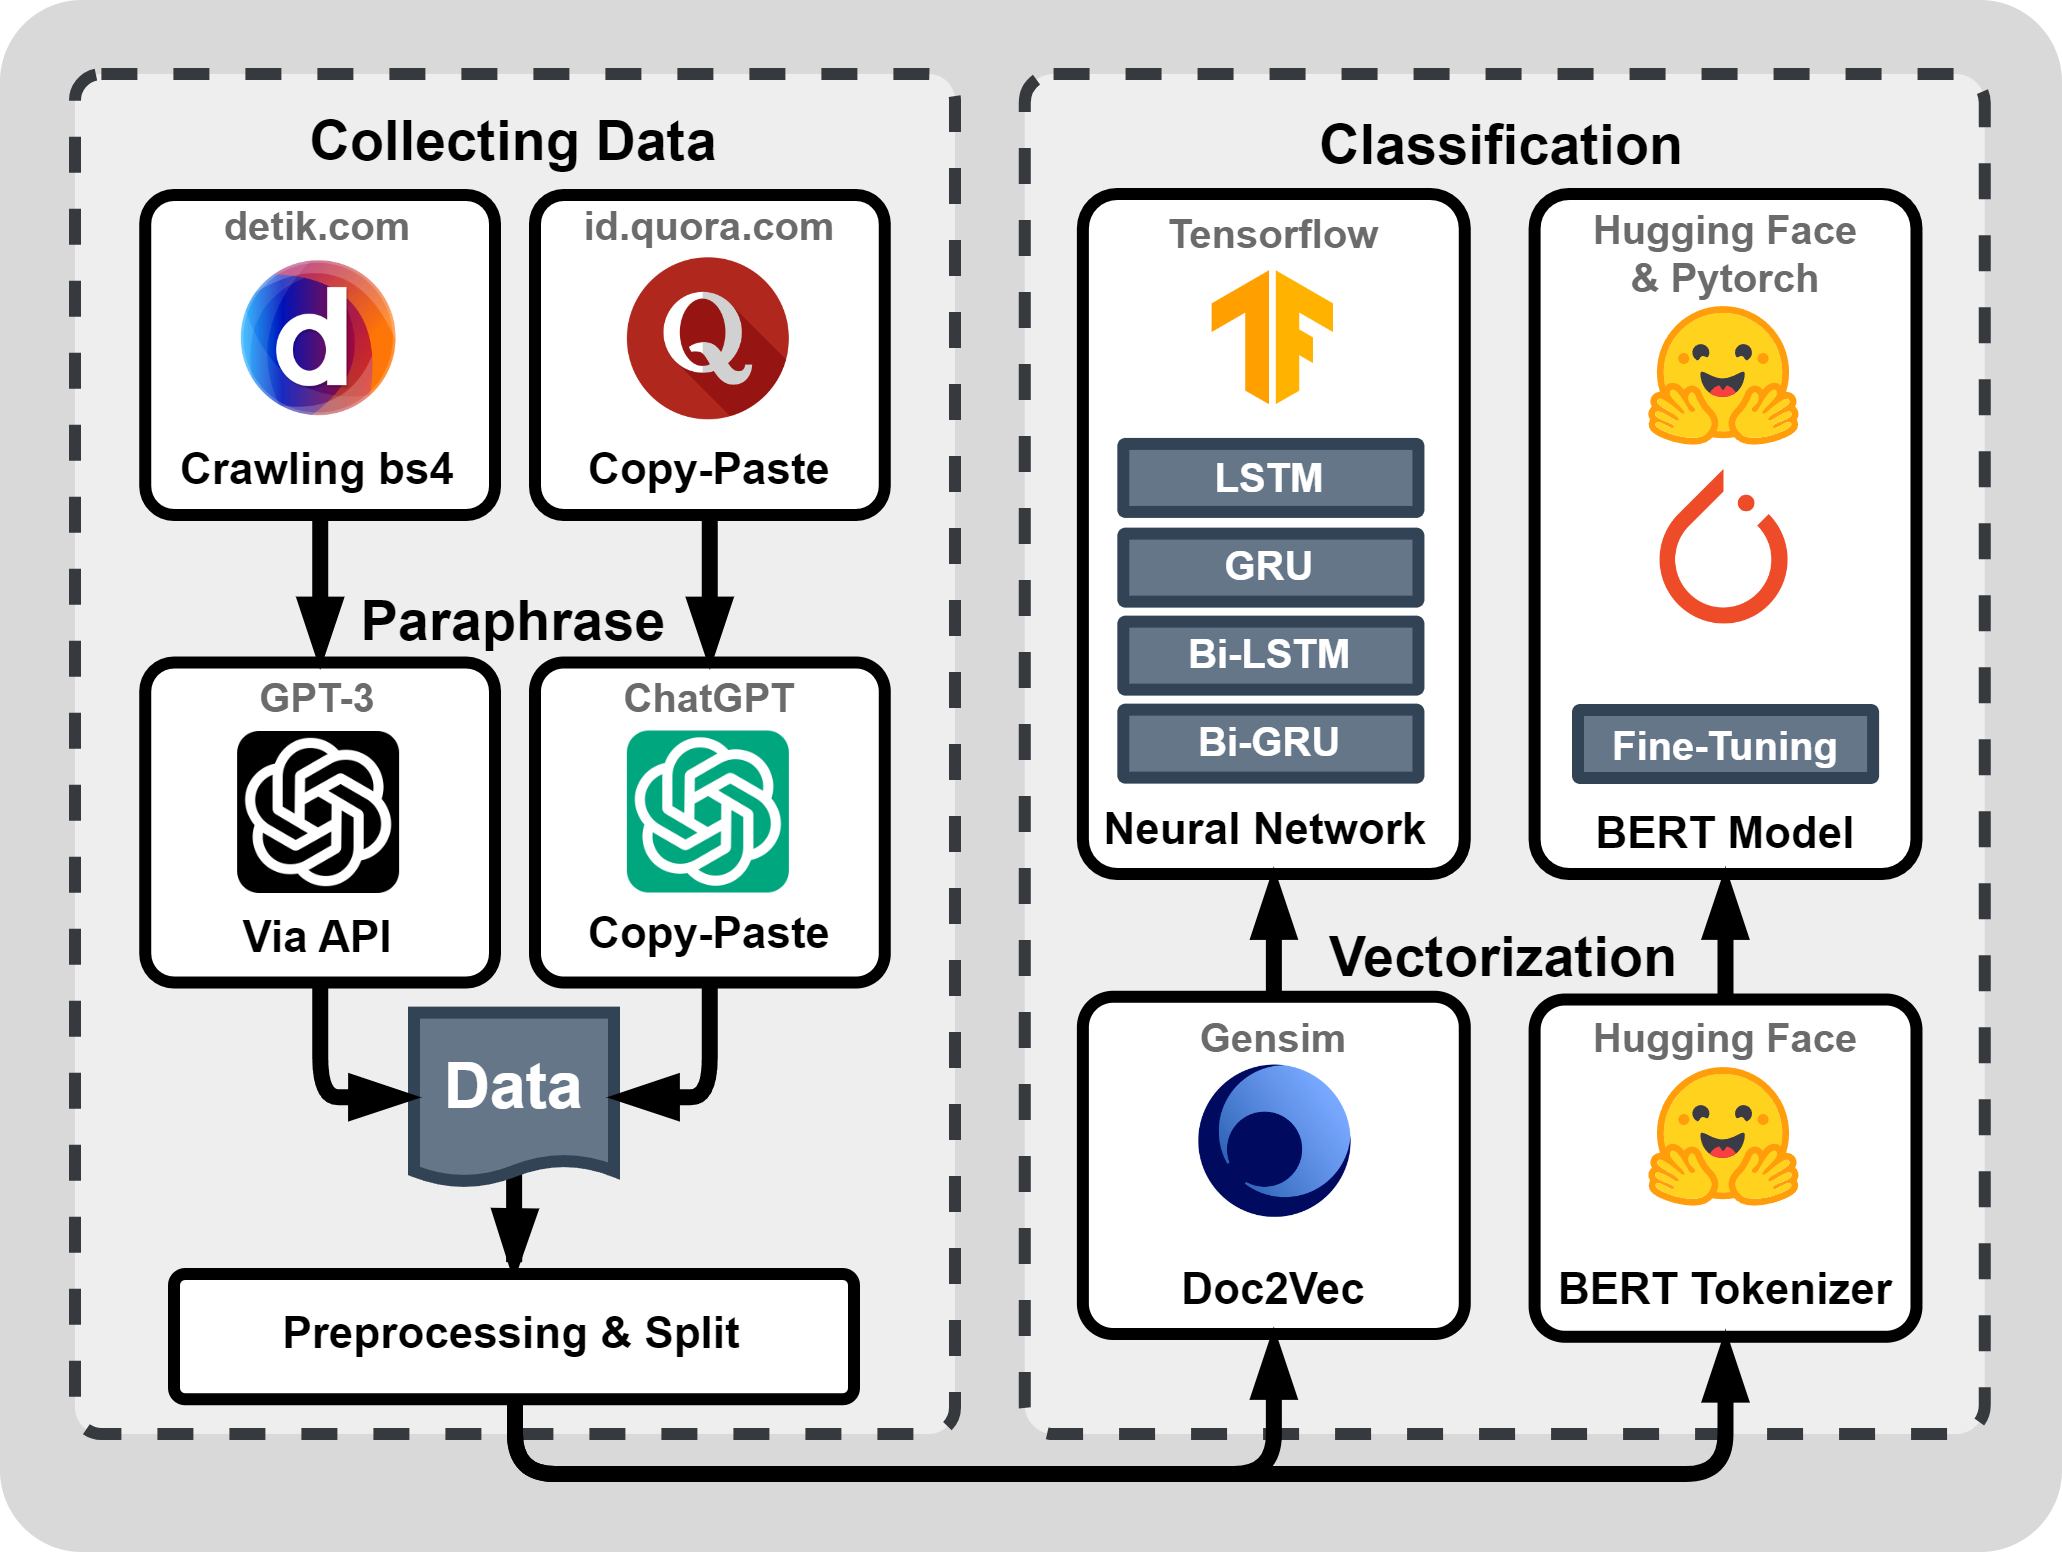 Collecting Data
detik.com
d
Crawling bs4
id.quora.com
Q
Copy-Paste
Paraphrase
GPT-3
Via API
ChatGPT
Copy-Paste
Data
Preprocessing & Split
Classification
Tensorflow
LSTM
GRU
Bi-LSTM
Bi-GRU
Neural Network
Hugging Face
& Pytorch
Fine-Tuning
BERT Model
Vectorization
Gensim
Doc2Vec
Hugging Face
BERT Tokenizer